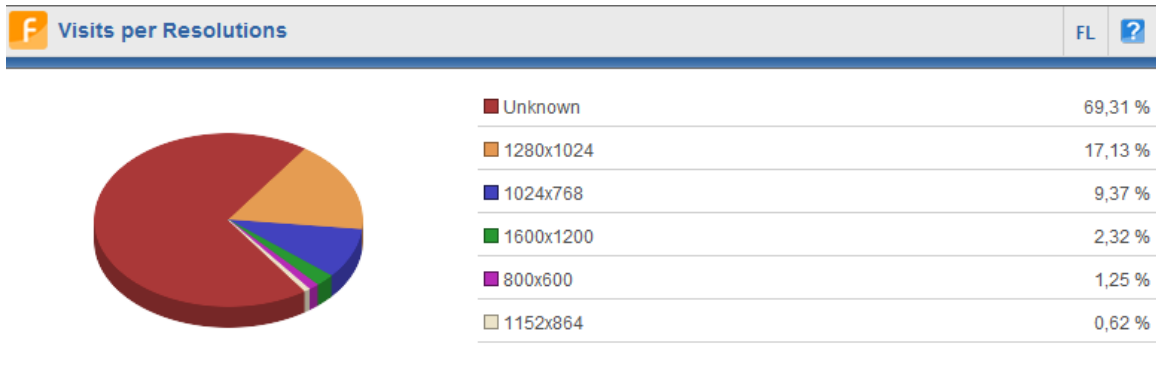 Visits per Resolutions FL ?
Unknown 69,31 %
1280x1024 17,13 %
1024x768 9,37 %
1600x1200 2,32 %
800x600 1,25 %
1152x864 0,62 %